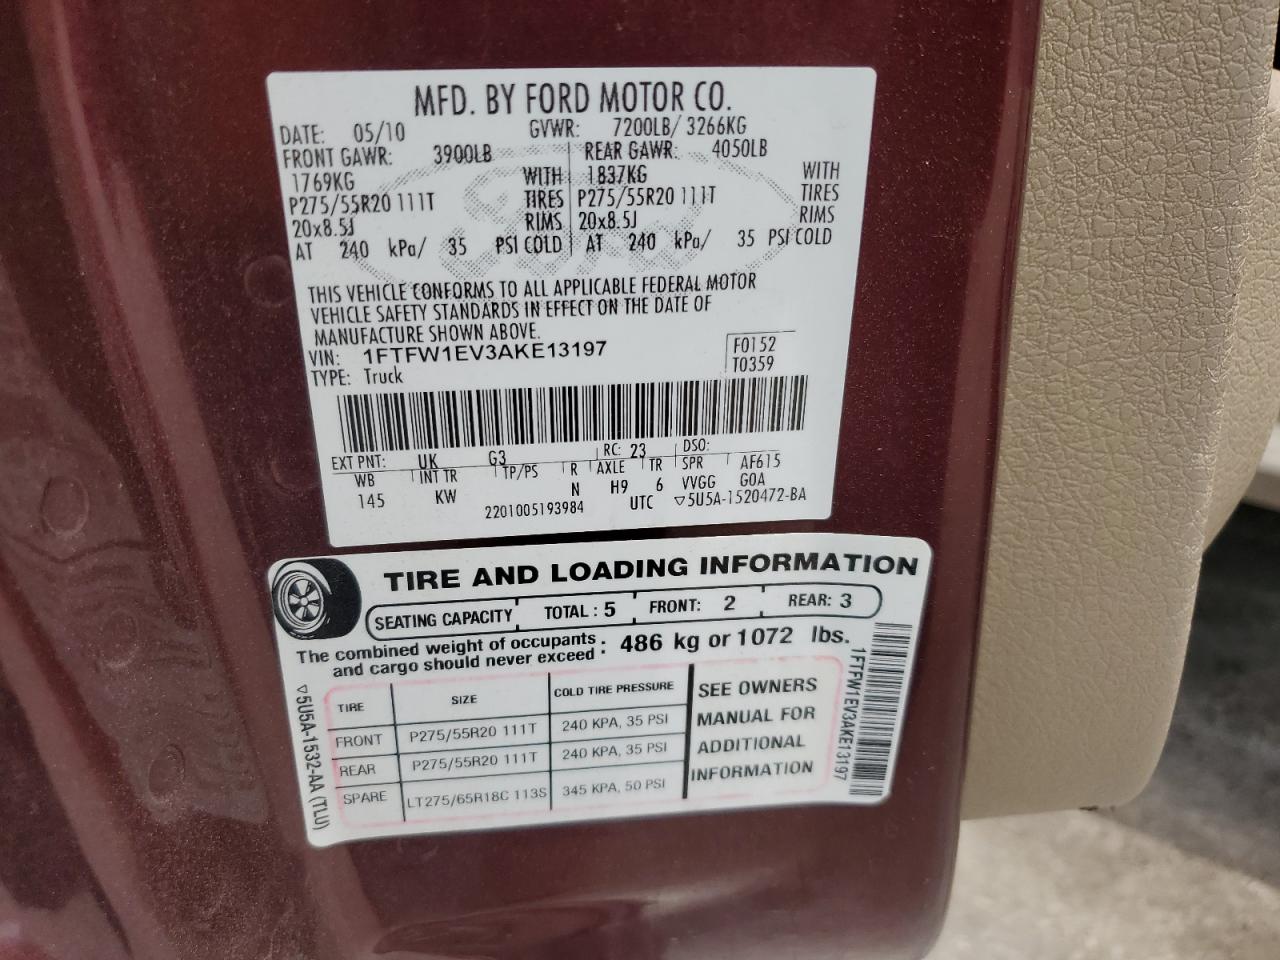 MFD. BY FORD MOTOR CO.
DATE: 05/10 GVWR: 7200LB/ 3266KG
FRONT GAWR: 3900LB REAR GAWR: 4050LB
1769KG WITH 1837KG WITH
P275/55R20 111T TIRES P275/55R20 111T TIRES
20x8.5J RIMS 20x8.5J RIMS
AT 240 kPa/ 35 PSI COLD AT 240 kPa/ 35 PSI COLD
Ford
THIS VEHICLE CONFORMS TO ALL APPLICABLE FEDERAL MOTOR
VEHICLE SAFETY STANDARDS IN EFFECT ON THE DATE OF
MANUFACTURE SHOWN ABOVE.
VIN: 1FTFW1EV3AKE13197 F0152
TYPE: Truck T0359
EXT PNT: UK G3 RC: 23 DSO:
WB INT TR TP/PS R AXLE TR SPR AF615
145 KW N H9 6 VVGG GOA
2201005193984 UTC ▽5U5A-1520472-BA
TIRE AND LOADING INFORMATION
SEATING CAPACITY TOTAL : 5 FRONT: 2 REAR: 3
The combined weight of occupants : 486 kg or 1072 lbs.
and cargo should never exceed :
TIRE SIZE COLD TIRE PRESSURE SEE OWNERS
FRONT P275/55R20 111T 240 KPA, 35 PSI MANUAL FOR
REAR P275/55R20 111T 240 KPA, 35 PSI ADDITIONAL
SPARE LT275/65R18C 113S 345 KPA, 50 PSI INFORMATION
▽5U5A-1532-AA (TLU)
1FTFW1EV3AKE13197